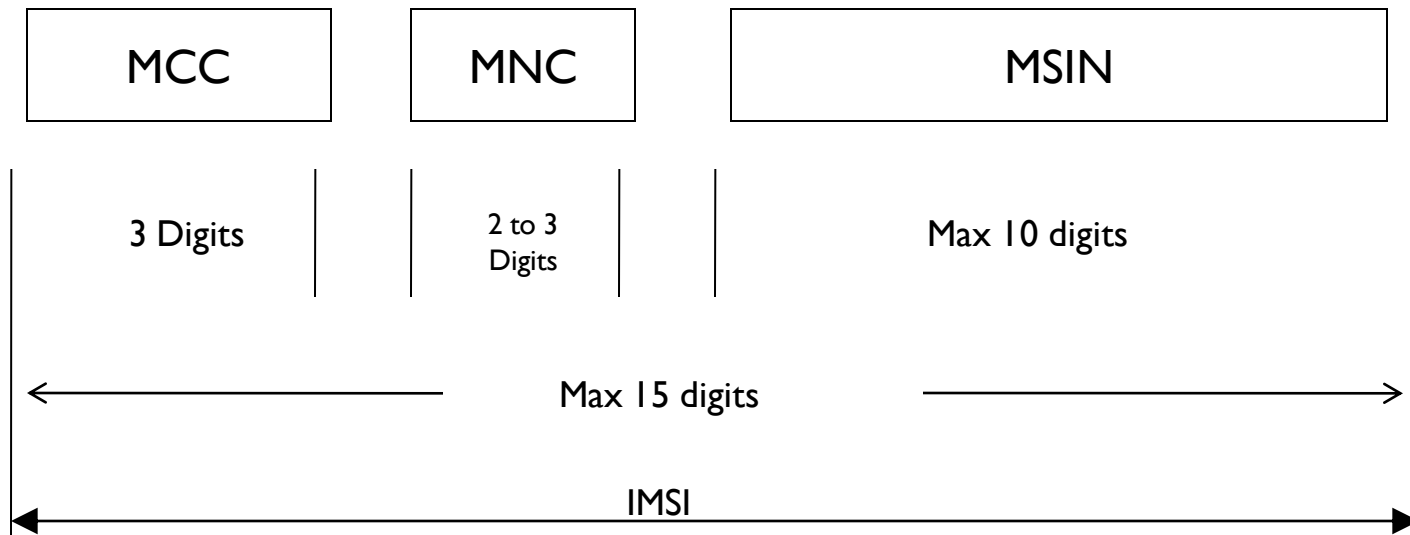 MCC
MNC
MSIN
3 Digits
2 to 3
Digits
Max 10 digits
Max 15 digits
IMSI